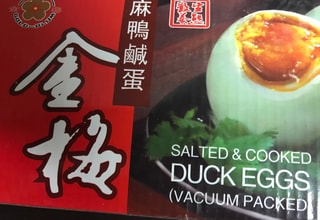 麻鴨鹹蛋
金梅
SALTED & COOKED
DUCK EGGS
(VACUUM PACKED)